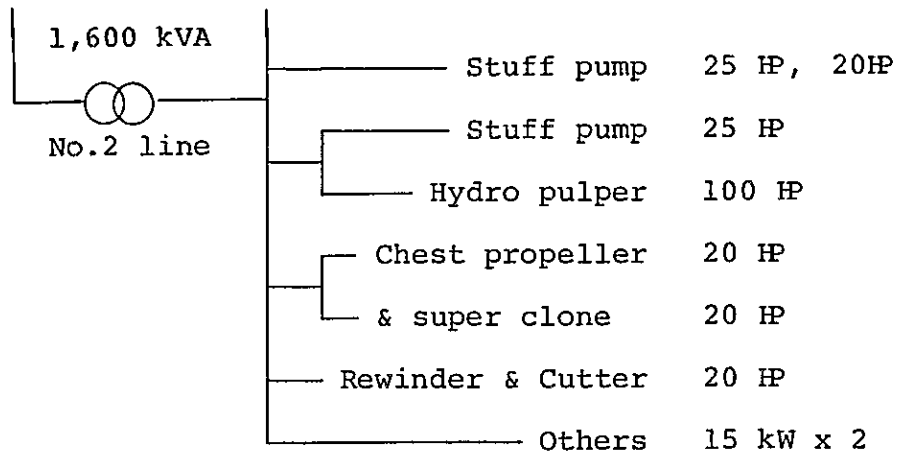 1,600 kVA
No.2 line
Stuff pump 25 HP, 20HP
Stuff pump 25 HP
Hydro pulper 100 HP
Chest propeller 20 HP
& super clone 20 HP
Rewinder & Cutter 20 HP
Others 15 kW x 2